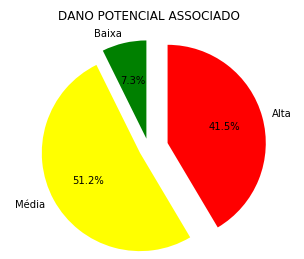 DANO POTENCIAL ASSOCIADO
Baixa
7.3%
Alta
41.5%
51.2%
Média